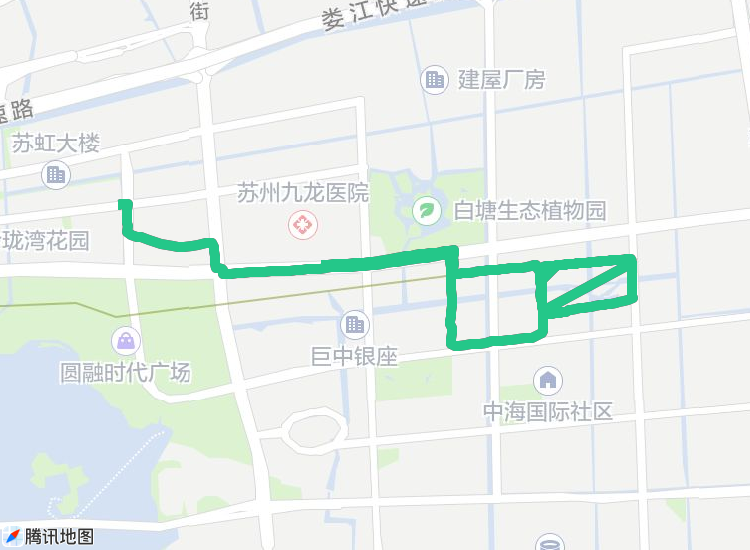 街
娄江快速
建屋厂房
速路
苏虹大楼
苏州九龙医院
白塘生态植物园
珑湾花园
巨中银座
圆融时代广场
中海国际社区
腾讯地图